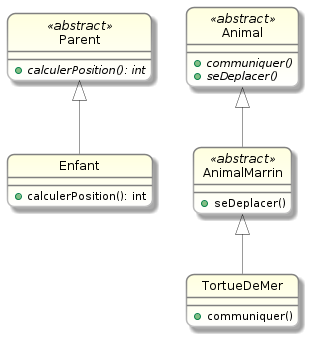 «abstract»
Parent
calculerPosition(): int
Enfant
calculerPosition(): int
«abstract»
Animal
communiquer()
seDeplacer()
«abstract»
AnimalMarrin
seDeplacer()
TortueDeMer
communiquer()